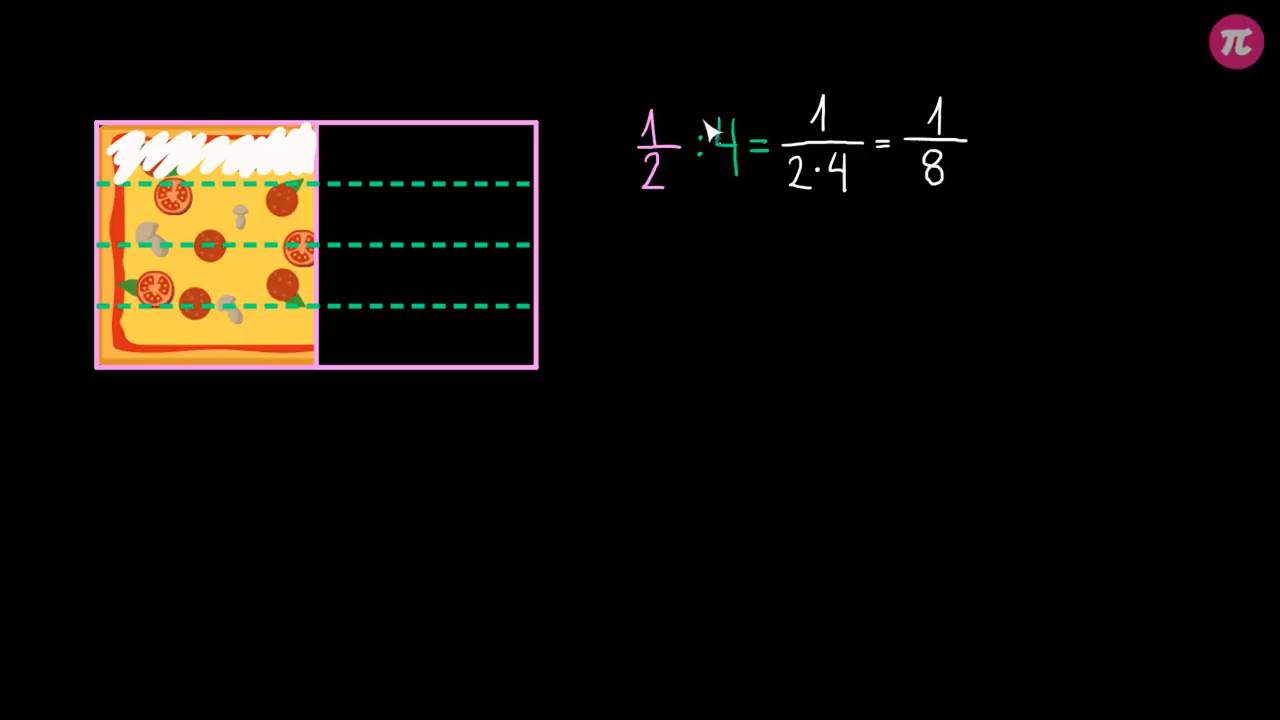 π
1/2 :4 = 1/(2·4) = 1/8